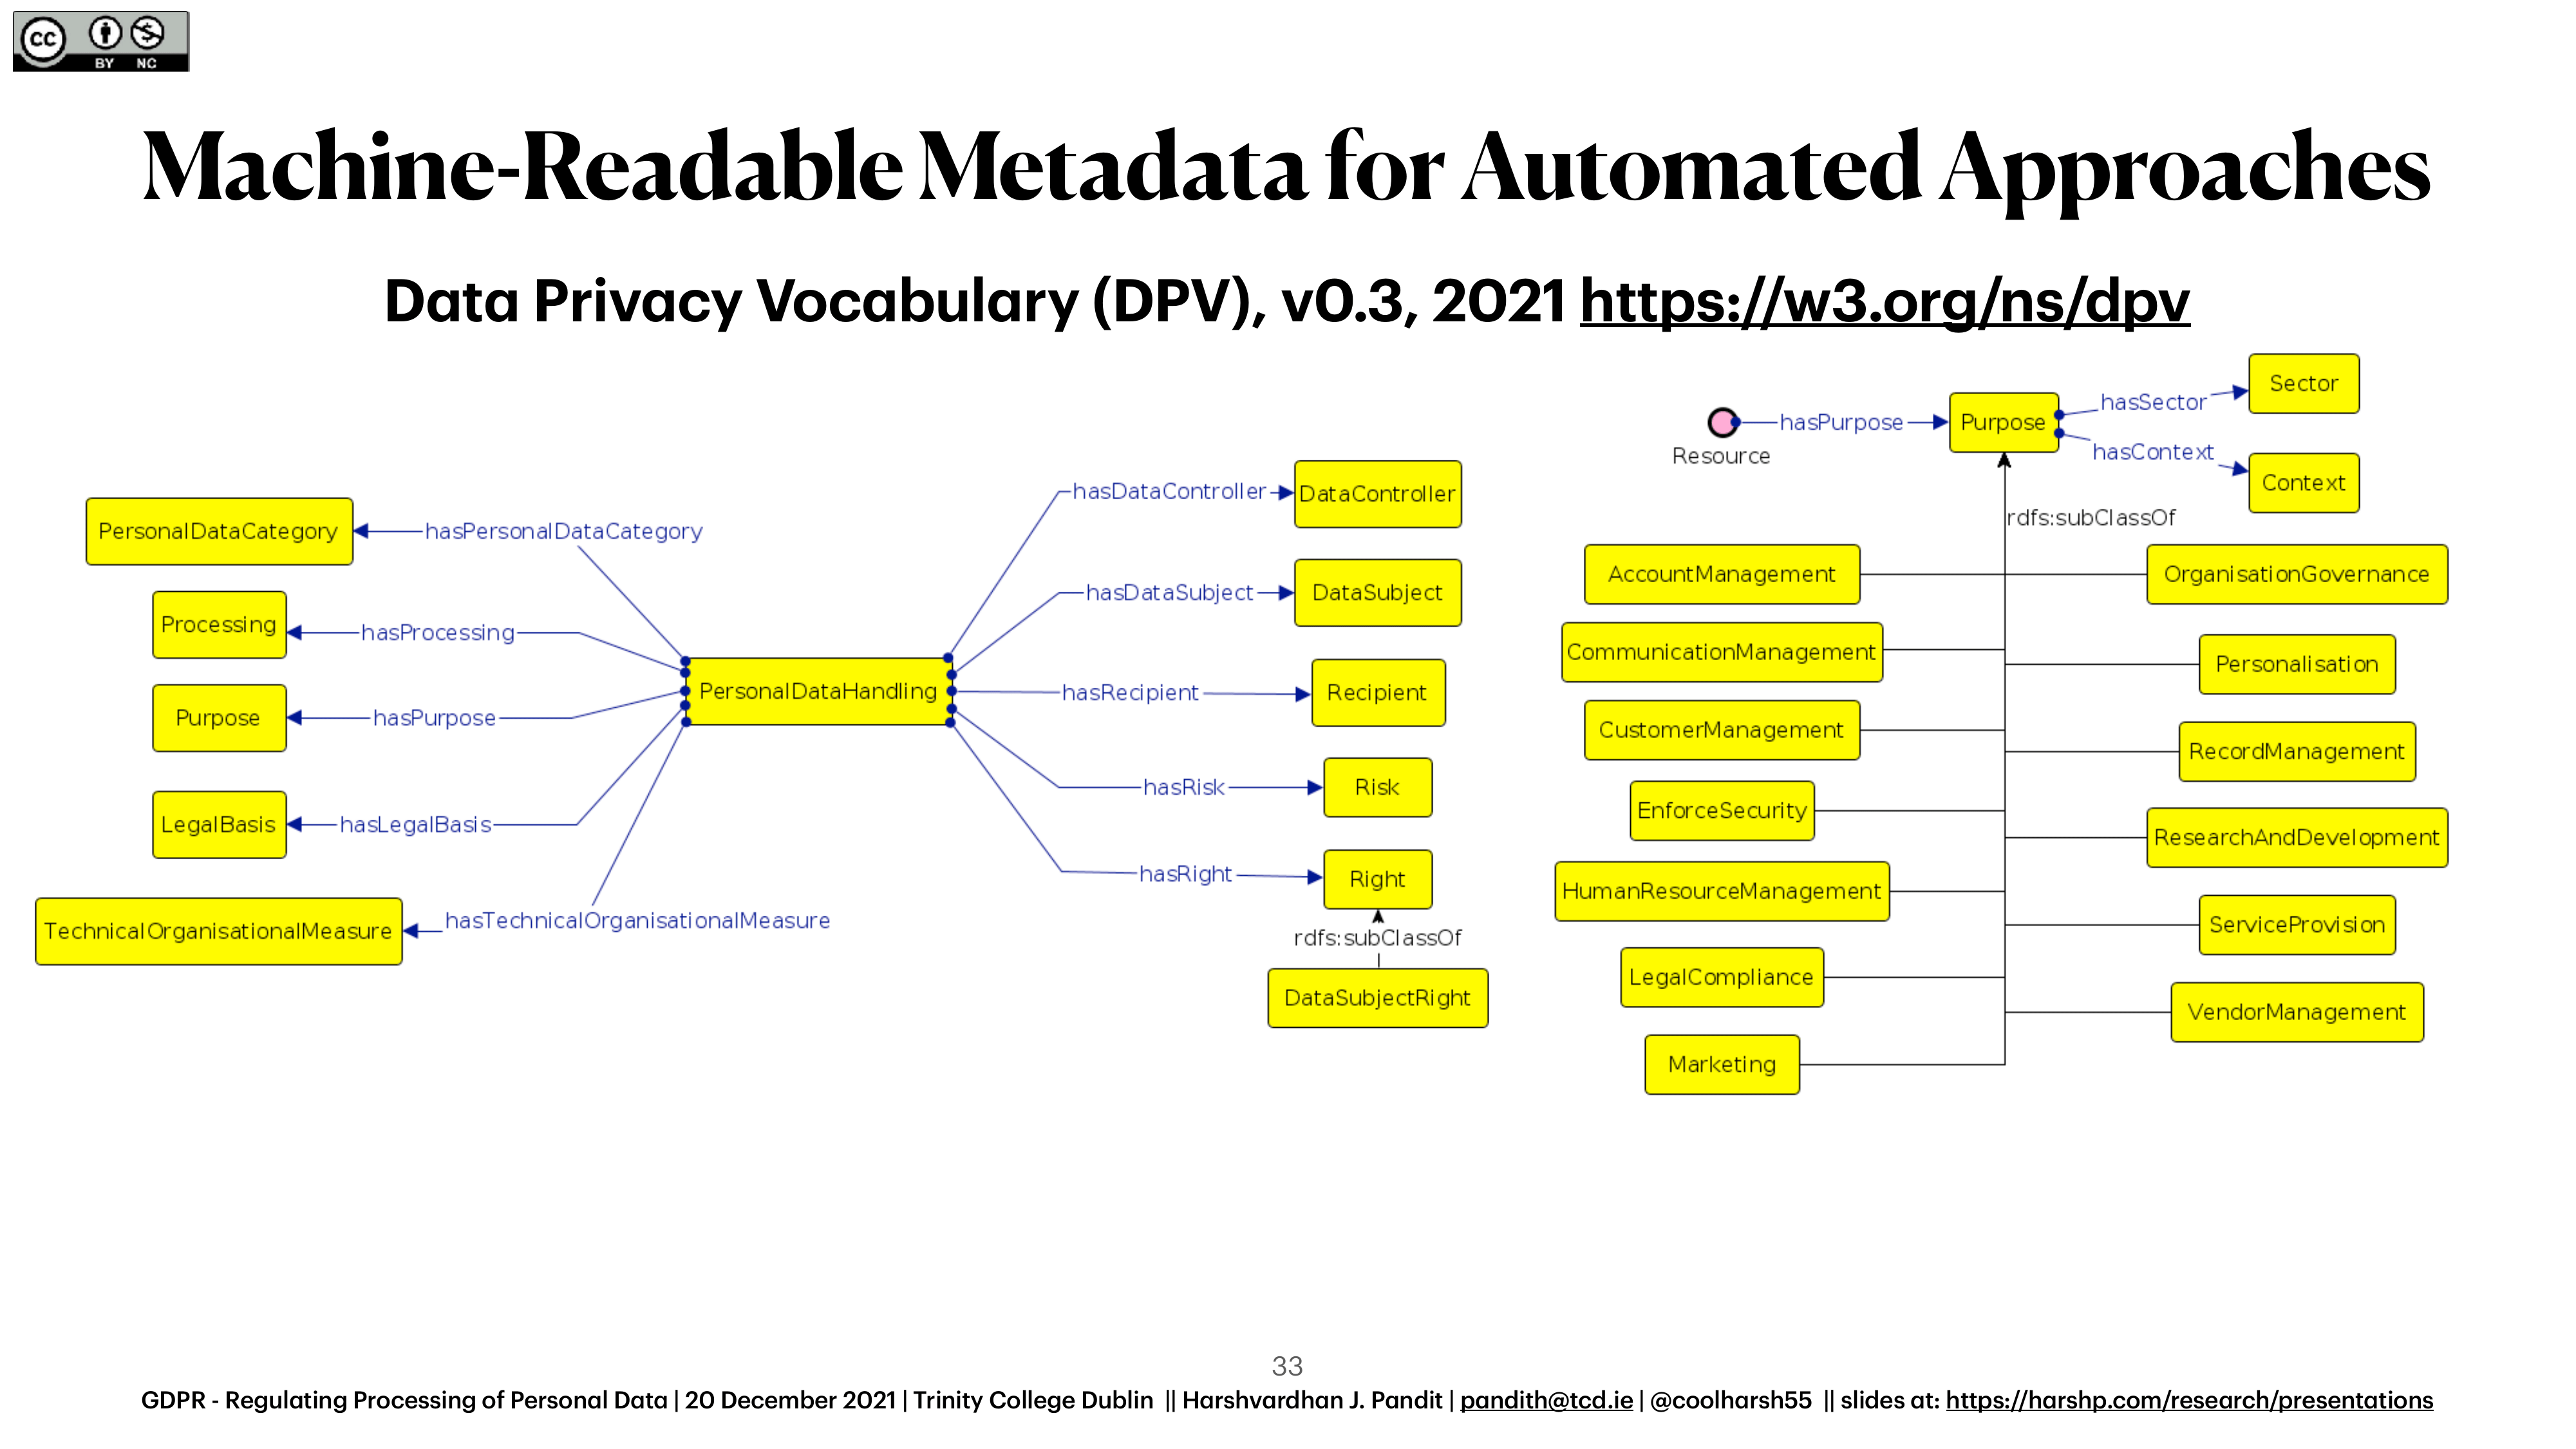 cc
BY NC
Machine-Readable Metadata for Automated Approaches
Data Privacy Vocabulary (DPV), v0.3, 2021 https://w3.org/ns/dpv
PersonalDataCategory
hasPersonalDataCategory
Processing
hasProcessing
Purpose
hasPurpose
LegalBasis
hasLegalBasis
TechnicalOrganisationalMeasure
hasTechnicalOrganisationalMeasure
PersonalDataHandling
hasDataController
DataController
hasDataSubject
DataSubject
hasRecipient
Recipient
hasRisk
Risk
hasRight
Right
rdfs:subClassOf
DataSubjectRight
Resource
hasPurpose
Purpose
hasSector
Sector
hasContext
Context
rdfs:subClassOf
AccountManagement
CommunicationManagement
CustomerManagement
EnforceSecurity
HumanResourceManagement
LegalCompliance
Marketing
OrganisationGovernance
Personalisation
RecordManagement
ResearchAndDevelopment
ServiceProvision
VendorManagement
33
GDPR - Regulating Processing of Personal Data | 20 December 2021 | Trinity College Dublin || Harshvardhan J. Pandit | pandith@tcd.ie | @coolharsh55 || slides at: https://harshp.com/research/presentations